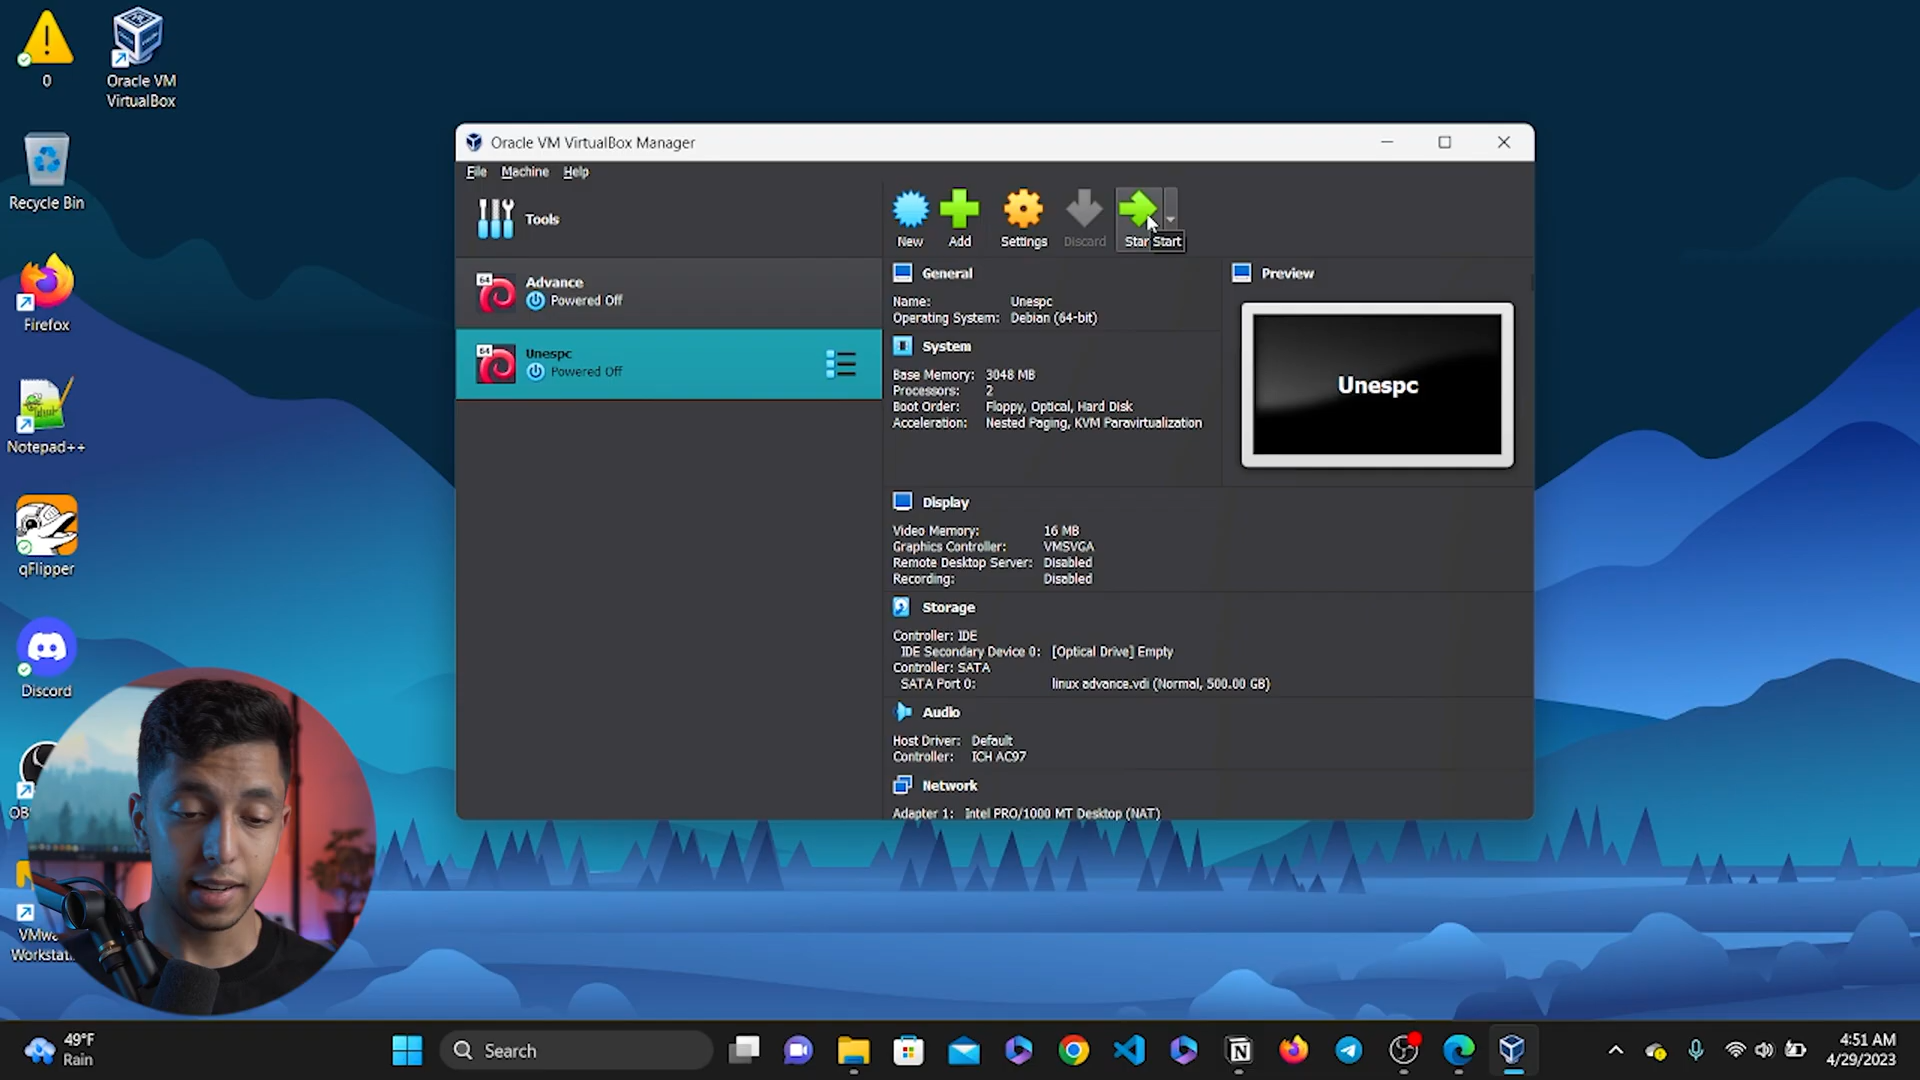 0
Oracle VM
VirtualBox
Recycle Bin
Firefox
Notepad++
qFlipper
Discord
OB
VMwa
Workstat
Oracle VM VirtualBox Manager
File Machine Help
Tools
64
Advance
Powered Off
64
Unespc
Powered Off
New Add Settings Discard Star Start
General
Name: Unespc
Operating System: Debian (64-bit)
System
Base Memory: 3048 MB
Processors: 2
Boot Order: Floppy, Optical, Hard Disk
Acceleration: Nested Paging, KVM Paravirtualization
Preview
Unespc
Display
Video Memory: 16 MB
Graphics Controller: VMSVGA
Remote Desktop Server: Disabled
Recording: Disabled
Storage
Controller: IDE
IDE Secondary Device 0: [Optical Drive] Empty
Controller: SATA
SATA Port 0: linux advance.vdi (Normal, 500.00 GB)
Audio
Host Driver: Default
Controller: ICH AC97
Network
Adapter 1: Intel PRO/1000 MT Desktop (NAT)
49°F
Rain
Search
4:51 AM
4/29/2023